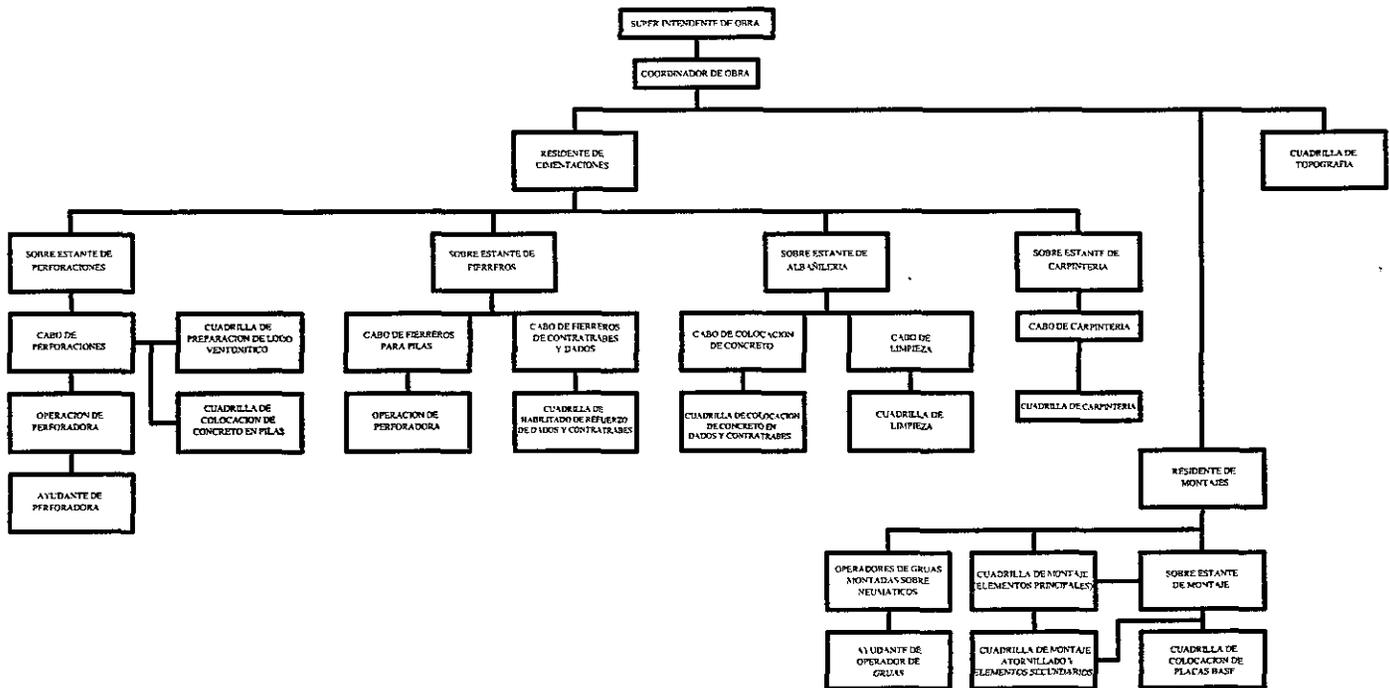 SUPER INTENDENTE DE OBRA
COORDINADOR DE OBRA
RESIDENTE DE
CIMENTACIONES
CUADRILLA DE
TOPOGRAFIA
SOBRE ESTANTE DE
PERFORACIONES
SOBRE ESTANTE DE
FIERREROS
SOBRE ESTANTE DE
ALBAÑILERIA
SOBRE ESTANTE DE
CARPINTERIA
CABO DE
PERFORACIONES
CUADRILLA DE
PREPARACION DE LODO
VENTONITICO
CABO DE FIERREROS
PARA PILAS
CABO DE FIERREROS
DE CONTRATRABES
Y DADOS
CABO DE COLOCACION
DE CONCRETO
CABO DE
LIMPIEZA
CABO DE CARPINTERIA
OPERACION DE
PERFORADORA
CUADRILLA DE
COLOCACION DE
CONCRETO EN PILAS
OPERACION DE
PERFORADORA
CUADRILLA DE
HABILITADO DE REFUERZO
DE DADOS Y CONTRATRABES
CUADRILLA DE COLOCACION
DE CONCRETO EN
DADOS Y CONTRATRABES
CUADRILLA DE
LIMPIEZA
CUADRILLA DE CARPINTERIA
AYUDANTE DE
PERFORADORA
RESIDENTE DE
MONTAJES
OPERADORES DE GRUAS
MONTADAS SOBRE
NEUMATICOS
CUADRILLA DE MONTAJE
(ELEMENTOS PRINCIPALES)
SOBRE ESTANTE
DE MONTAJE
AYUDANTE DE
OPERADOR DE
GRUAS
CUADRILLA DE MONTAJE
ATORNILLADO Y
ELEMENTOS SECUNDARIOS
CUADRILLA DE
COLOCACION DE
PLACAS BASE